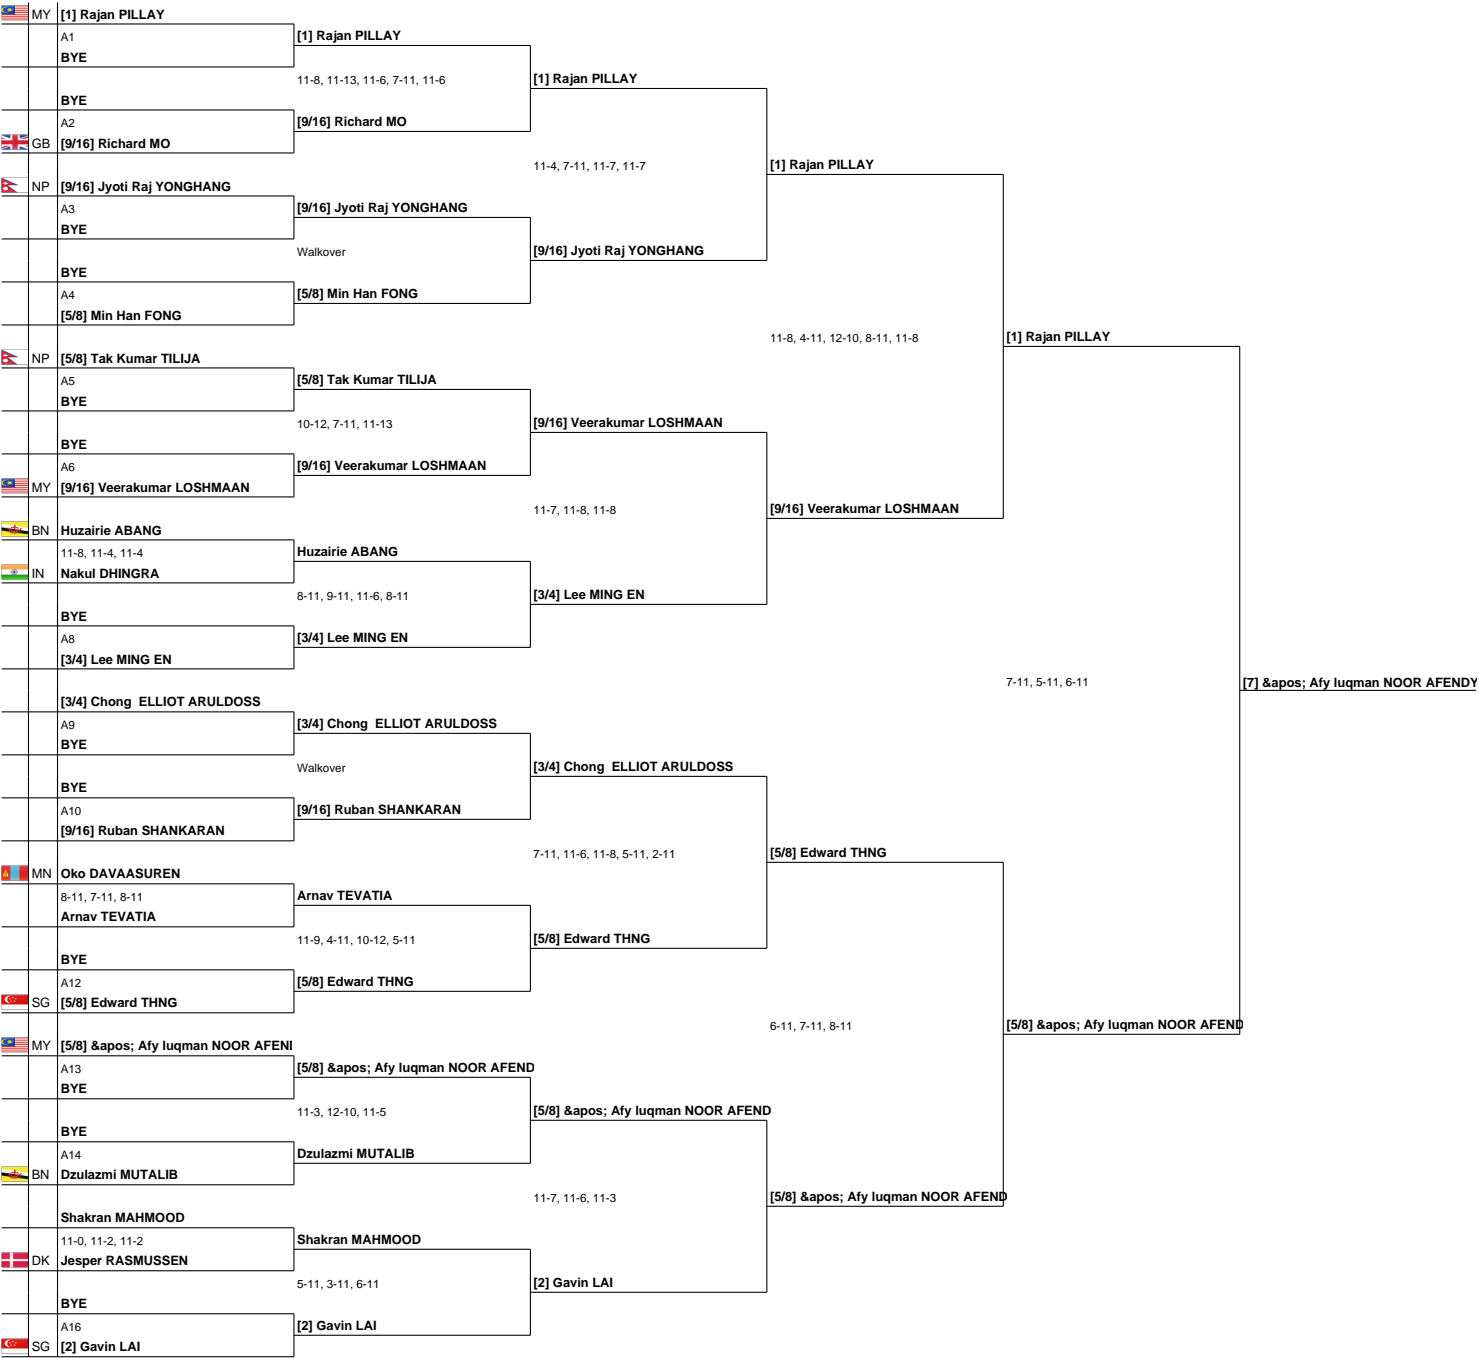 MY [1] Rajan PILLAY
A1
BYE
[1] Rajan PILLAY
11-8, 11-13, 11-6, 7-11, 11-6
[1] Rajan PILLAY
BYE
A2
GB [9/16] Richard MO
[9/16] Richard MO
11-4, 7-11, 11-7, 11-7
[1] Rajan PILLAY
NP [9/16] Jyoti Raj YONGHANG
A3
BYE
[9/16] Jyoti Raj YONGHANG
Walkover
[9/16] Jyoti Raj YONGHANG
BYE
A4
[5/8] Min Han FONG
[5/8] Min Han FONG
11-8, 4-11, 12-10, 8-11, 11-8
[1] Rajan PILLAY
NP [5/8] Tak Kumar TILIJA
A5
BYE
[5/8] Tak Kumar TILIJA
10-12, 7-11, 11-13
[9/16] Veerakumar LOSHMAAN
BYE
A6
MY [9/16] Veerakumar LOSHMAAN
[9/16] Veerakumar LOSHMAAN
11-7, 11-8, 11-8
[9/16] Veerakumar LOSHMAAN
BN Huzairie ABANG
11-8, 11-4, 11-4
IN Nakul DHINGRA
Huzairie ABANG
8-11, 9-11, 11-6, 8-11
[3/4] Lee MING EN
BYE
A8
[3/4] Lee MING EN
[3/4] Lee MING EN
7-11, 5-11, 6-11
[7] &apos; Afy luqman NOOR AFENDY
[3/4] Chong  ELLIOT ARULDOSS
A9
BYE
[3/4] Chong  ELLIOT ARULDOSS
Walkover
[3/4] Chong  ELLIOT ARULDOSS
BYE
A10
[9/16] Ruban SHANKARAN
[9/16] Ruban SHANKARAN
7-11, 11-6, 11-8, 5-11, 2-11
[5/8] Edward THNG
MN Oko DAVAASUREN
8-11, 7-11, 8-11
Arnav TEVATIA
Arnav TEVATIA
11-9, 4-11, 10-12, 5-11
[5/8] Edward THNG
BYE
A12
SG [5/8] Edward THNG
[5/8] Edward THNG
6-11, 7-11, 8-11
[5/8] &apos; Afy luqman NOOR AFEND
MY [5/8] &apos; Afy luqman NOOR AFEN
A13
BYE
[5/8] &apos; Afy luqman NOOR AFEND
11-3, 12-10, 11-5
[5/8] &apos; Afy luqman NOOR AFEND
BYE
A14
BN Dzulazmi MUTALIB
Dzulazmi MUTALIB
11-7, 11-6, 11-3
[5/8] &apos; Afy luqman NOOR AFEND
Shakran MAHMOOD
11-0, 11-2, 11-2
DK Jesper RASMUSSEN
Shakran MAHMOOD
5-11, 3-11, 6-11
[2] Gavin LAI
BYE
A16
SG [2] Gavin LAI
[2] Gavin LAI